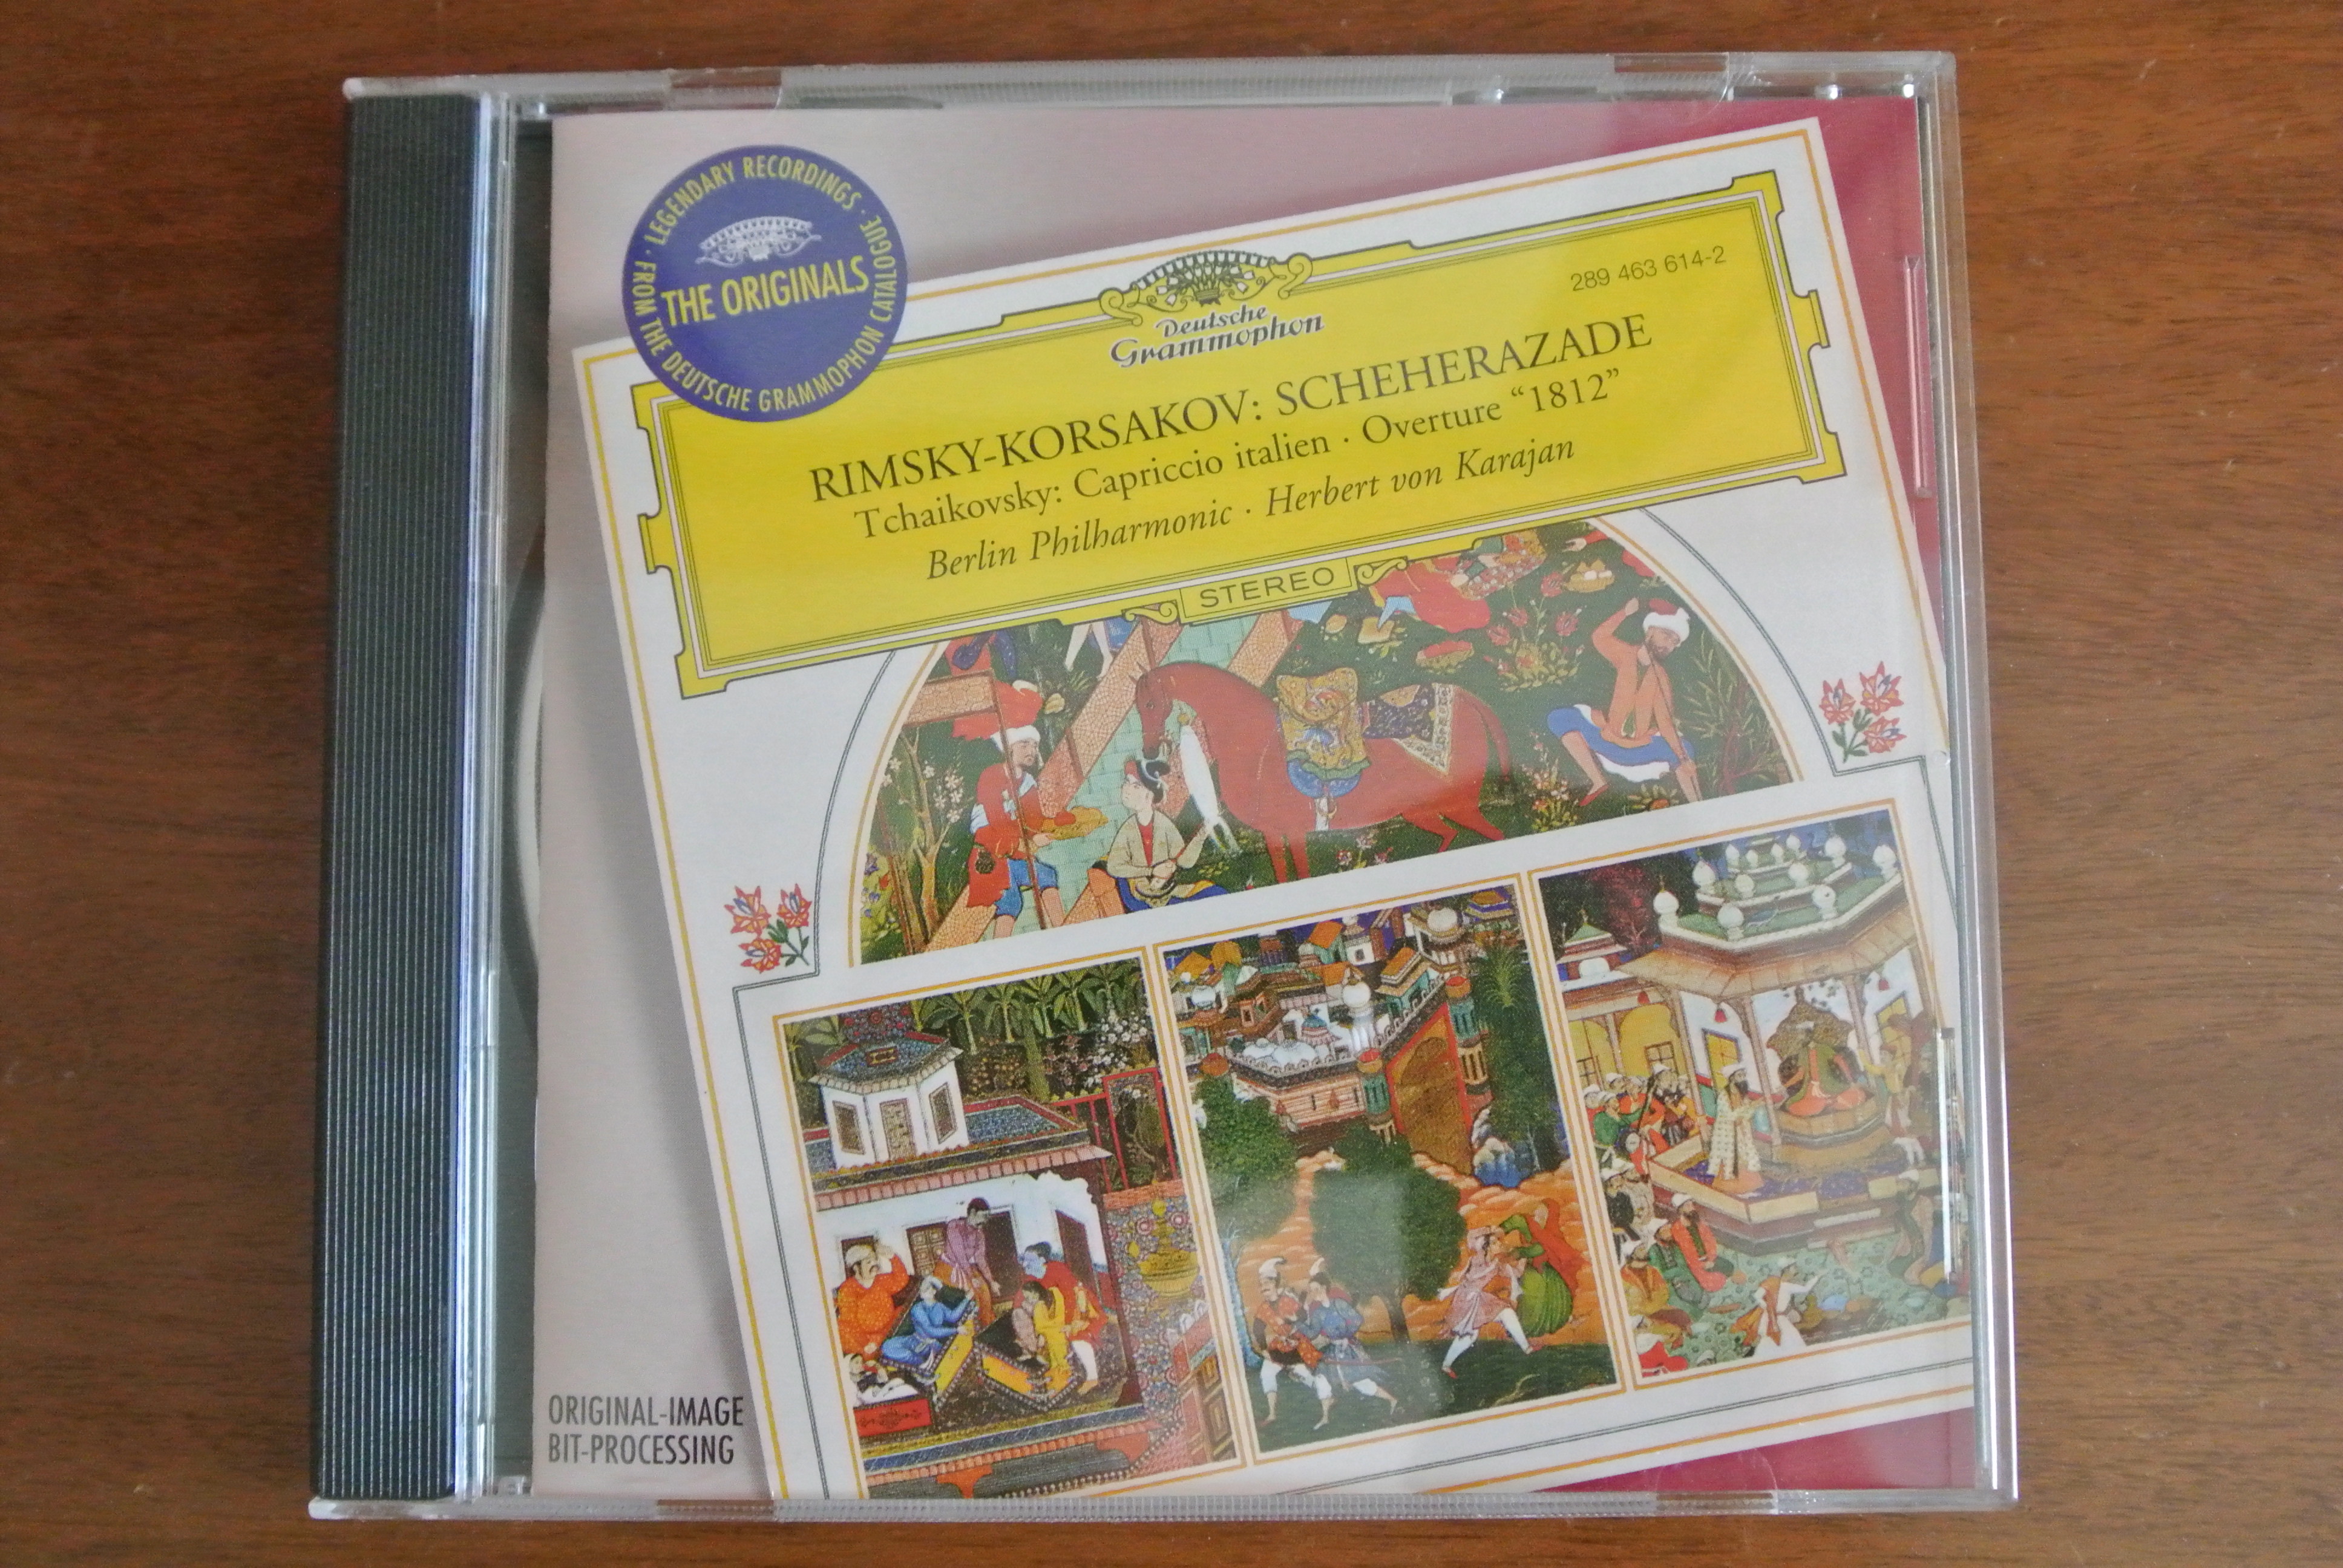 · LEGENDARY RECORDINGS ·
FROM THE DEUTSCHE GRAMMOPHON CATALOGUE
THE ORIGINALS
Deutsche
Grammophon
289 463 614-2
RIMSKY-KORSAKOV: SCHEHERAZADE
Tchaikovsky: Capriccio italien · Overture “1812”
Berlin Philharmonic · Herbert von Karajan
STEREO
ORIGINAL-IMAGE
BIT-PROCESSING